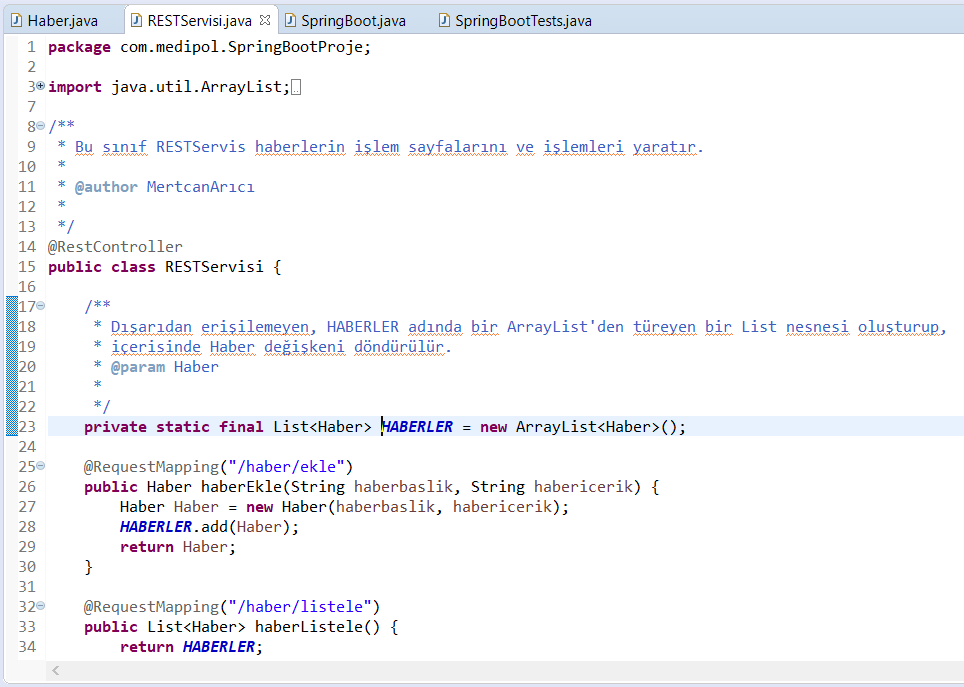 Haber.java RESTServisi.java SpringBoot.java SpringBootTests.java
1 package com.medipol.SpringBootProje;
2
3 import java.util.ArrayList;
7
8 /**
9 * Bu sınıf RESTServis haberlerin işlem sayfalarını ve işlemleri yaratır.
10 *
11 * @author MertcanArıcı
12 *
13 */
14 @RestController
15 public class RESTServisi {
16
17 /**
18 * Dışarıdan erişilemeyen, HABERLER adında bir ArrayList'den türeyen bir List nesnesi oluşturup,
19 * içerisinde Haber değişkeni döndürülür.
20 * @param Haber
21 *
22 */
23 private static final List<Haber> HABERLER = new ArrayList<Haber>();
24
25 @RequestMapping("/haber/ekle")
26 public Haber haberEkle(String haberbaslik, String habericerik) {
27 Haber Haber = new Haber(haberbaslik, habericerik);
28 HABERLER.add(Haber);
29 return Haber;
30 }
31
32 @RequestMapping("/haber/listele")
33 public List<Haber> haberListele() {
34 return HABERLER;